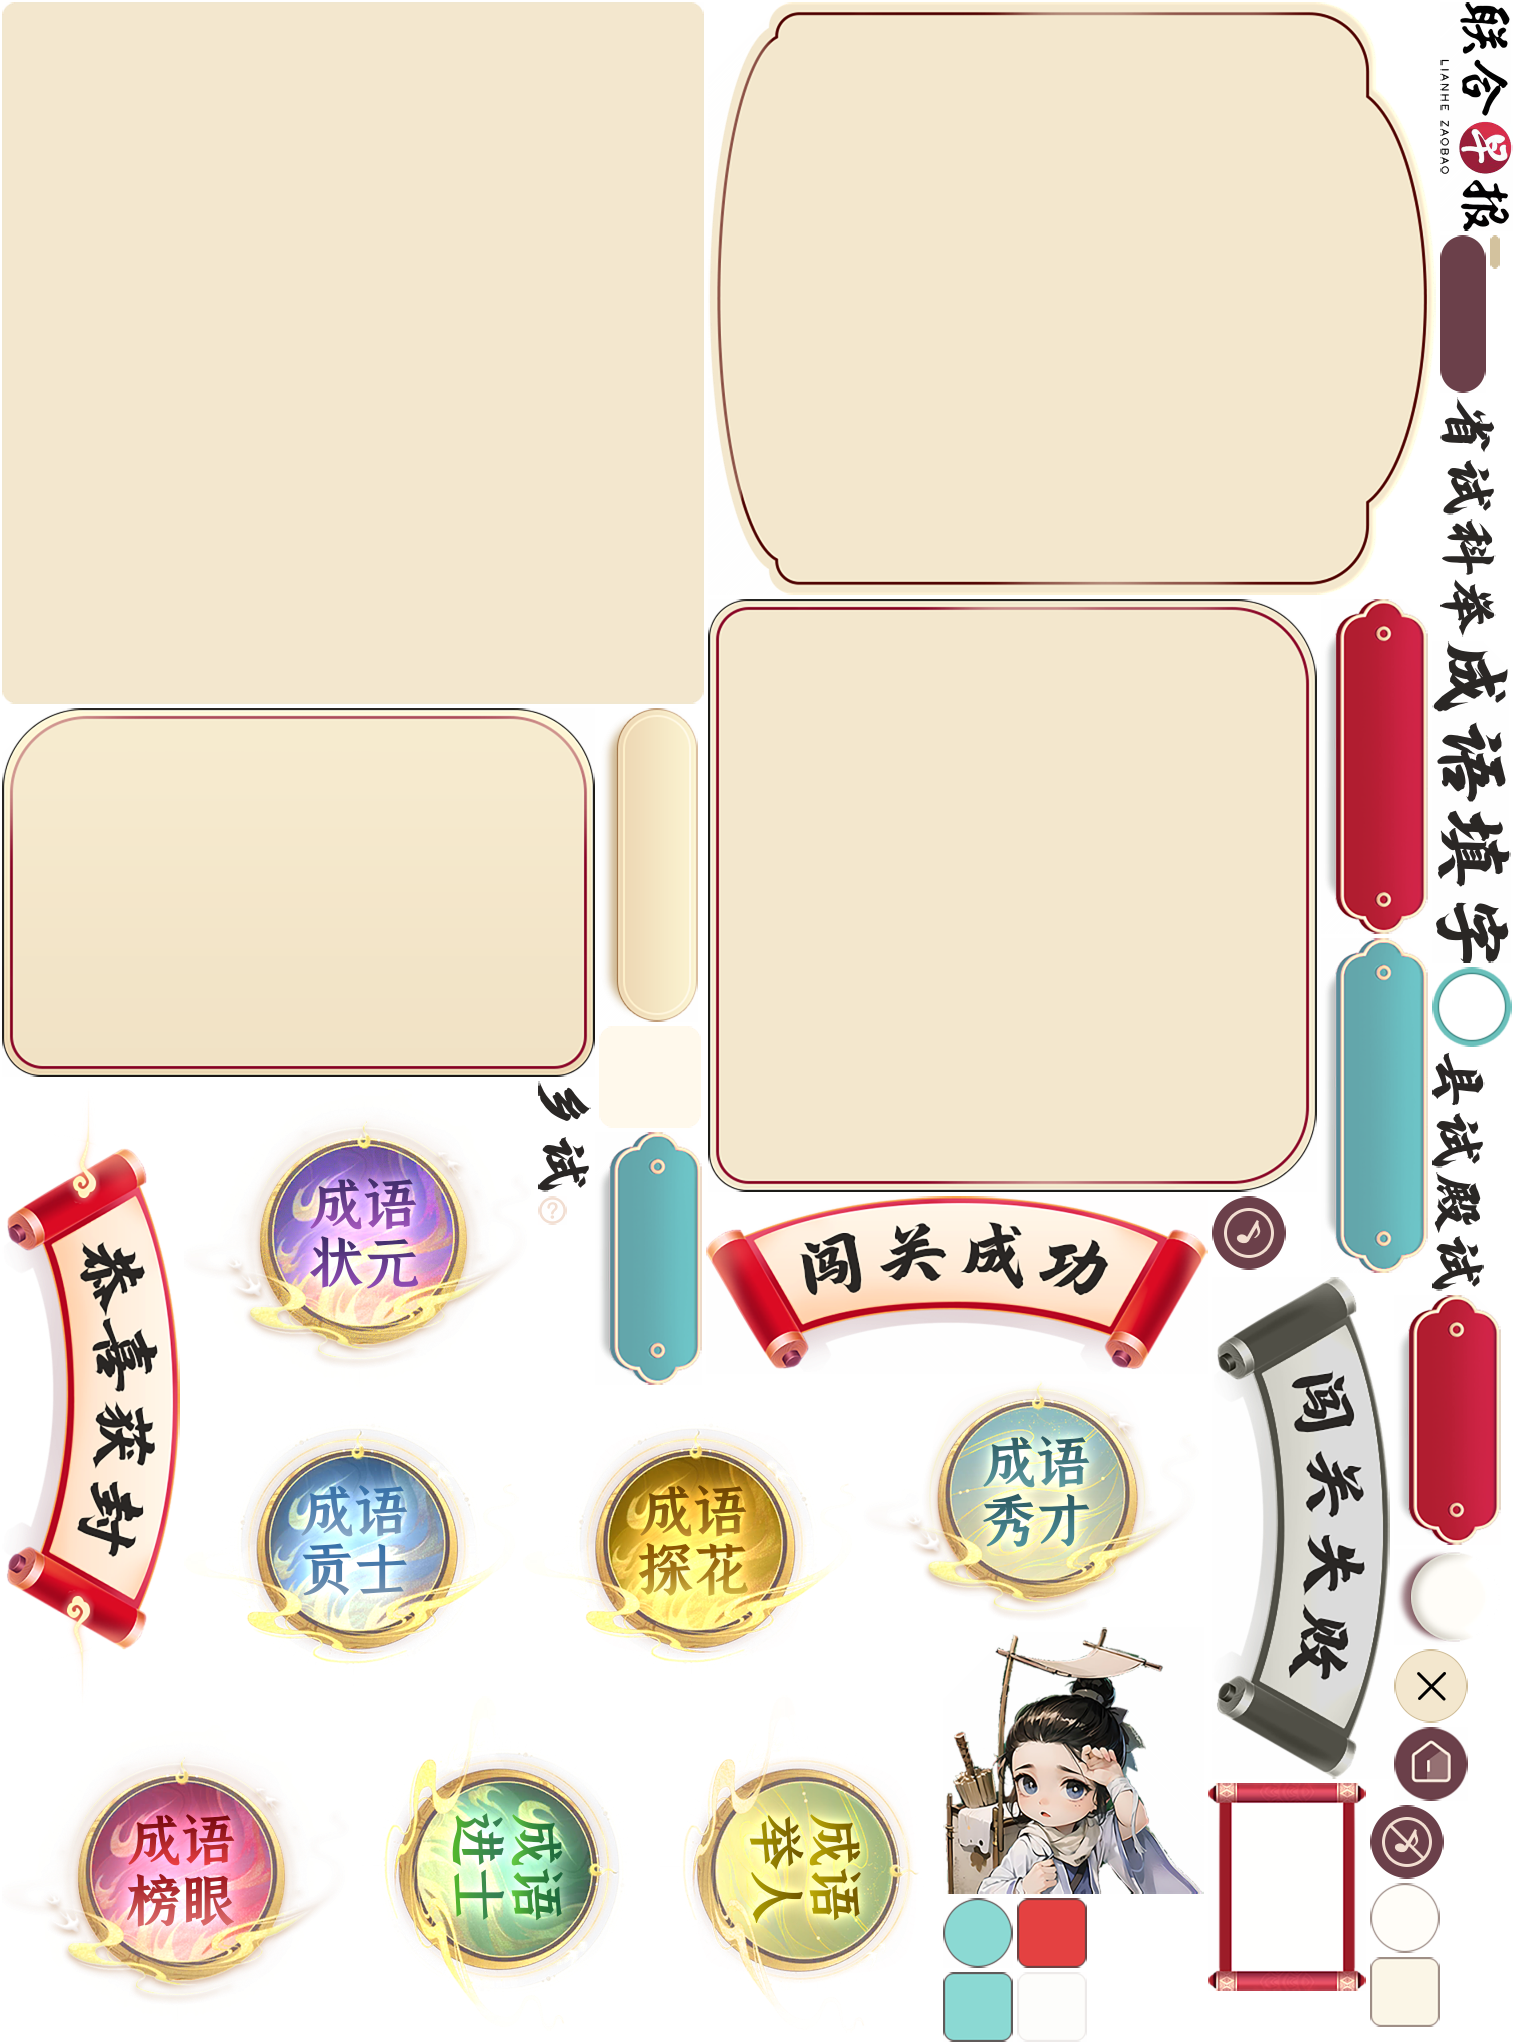 联合早报
LIANHE ZAOBAO
省试科举
成语填字
县试殿试
乡试
?
恭喜获封
成语
状元
闯关成功
闯关失败
成语
贡士
成语
探花
成语
秀才
成语
榜眼
成语
进士
成语
举人